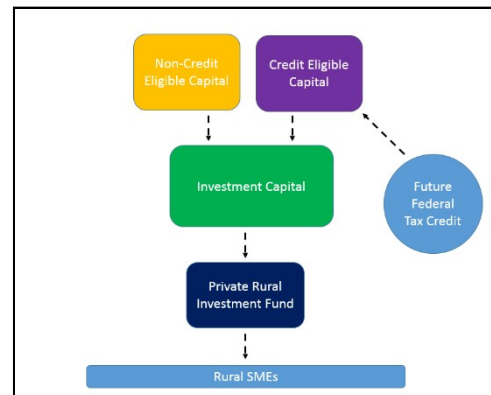 Non-Credit
Eligible Capital
Credit Eligible
Capital
Investment Capital
Future
Federal
Tax Credit
Private Rural
Investment Fund
Rural SMEs